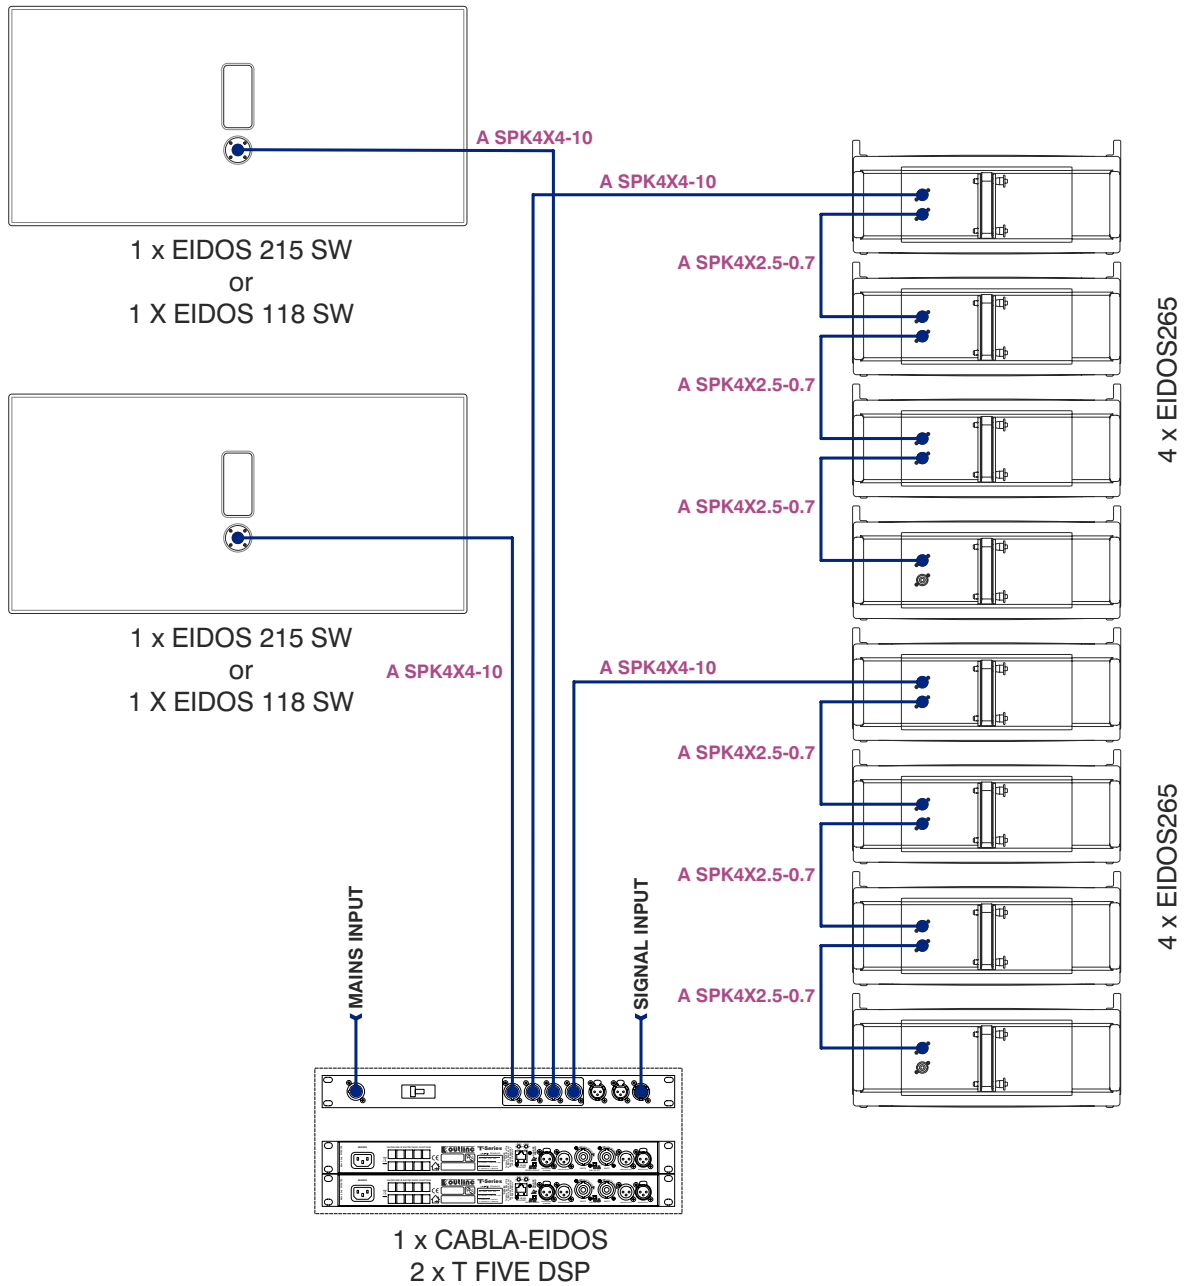 A SPK4X4-10
A SPK4X4-10
1 x EIDOS 215 SW
or
1 X EIDOS 118 SW
A SPK4X2.5-0.7
A SPK4X2.5-0.7
A SPK4X2.5-0.7
4 x EIDOS265
1 x EIDOS 215 SW
or
1 X EIDOS 118 SW
A SPK4X4-10
A SPK4X4-10
A SPK4X2.5-0.7
A SPK4X2.5-0.7
A SPK4X2.5-0.7
4 x EIDOS265
MAINS INPUT
SIGNAL INPUT
outline
T-Series
outline
T-Series
1 x CABLA-EIDOS
2 x T FIVE DSP